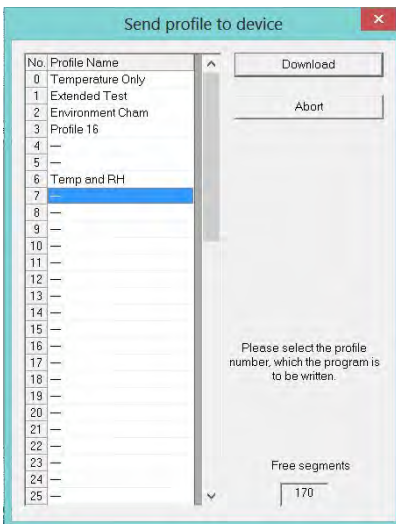 Send profile to device
No. Profile Name
0 Temperature Only
1 Extended Test
2 Environment Cham
3 Profile 16
4 —
5 —
6 Temp and RH
7 —
8 —
9 —
10 —
11 —
12 —
13 —
14 —
15 —
16 —
17 —
18 —
19 —
20 —
21 —
22 —
23 —
24 —
25 —
Download
Abort
Please select the profile
number, which the program is
to be written.
Free segments
170